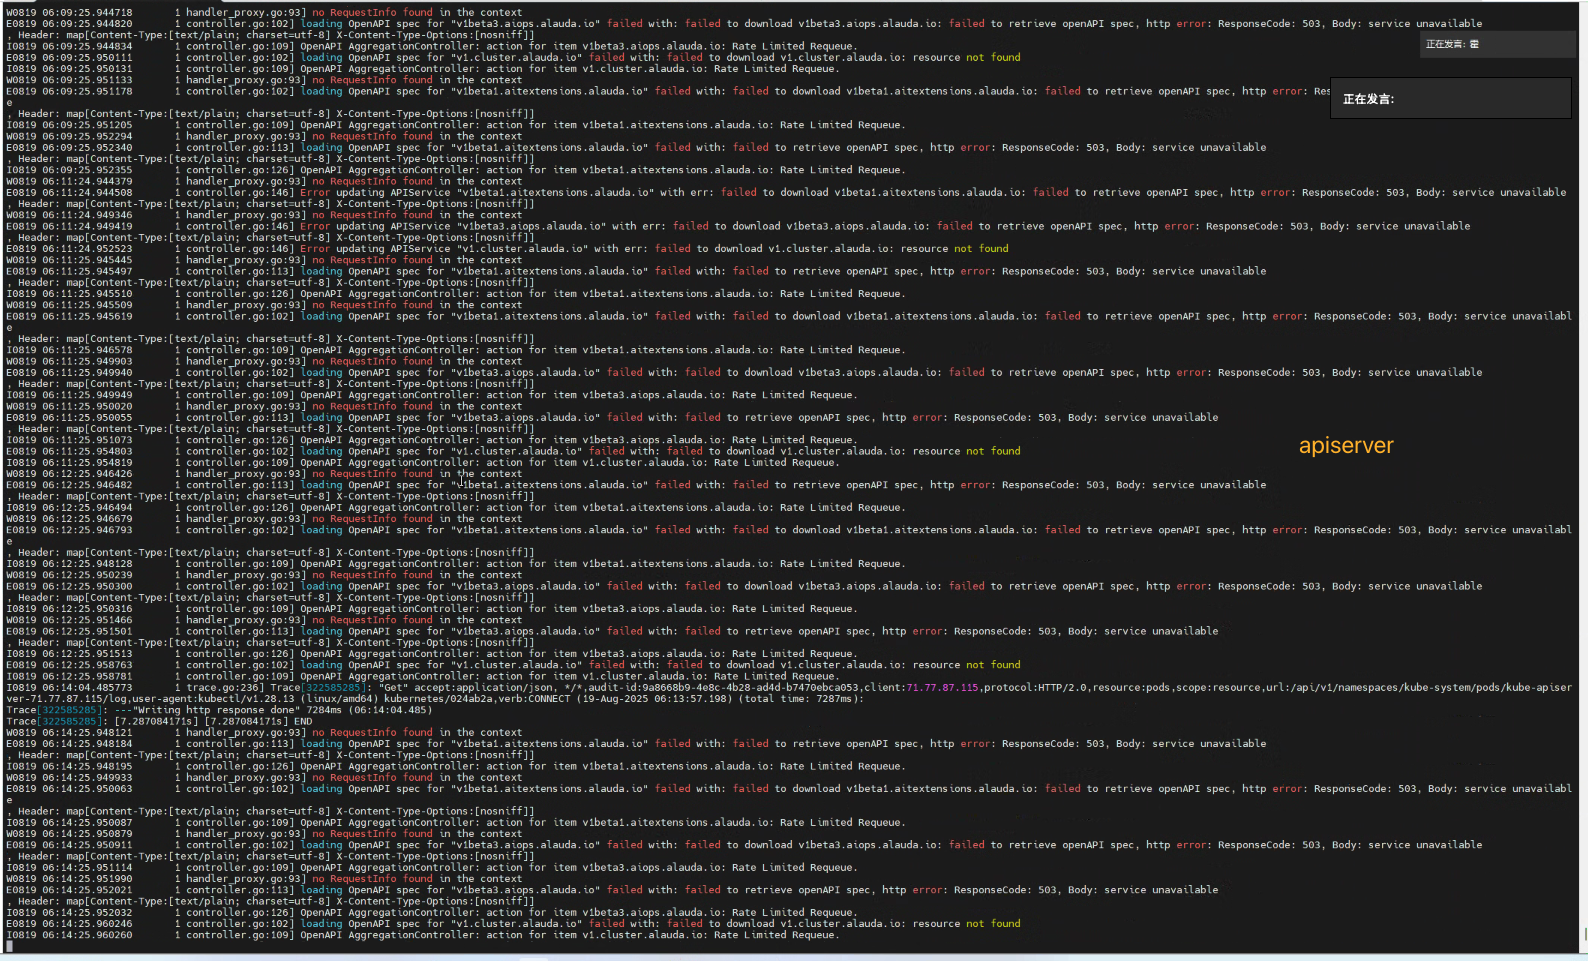 W0819 06:09:25.944718       1 handler_proxy.go:93] no RequestInfo found in the context
E0819 06:09:25.944820       1 controller.go:102] loading OpenAPI spec for "v1beta3.aiops.alauda.io" failed with: failed to download v1beta3.aiops.alauda.io: failed to retrieve openAPI spec, http error: ResponseCode: 503, Body: service unavailable
, Header: map[Content-Type:[text/plain; charset=utf-8] X-Content-Type-Options:[nosniff]]
I0819 06:09:25.944834       1 controller.go:109] OpenAPI AggregationController: action for item v1beta3.aiops.alauda.io: Rate Limited Requeue.
正在发言: 霍
E0819 06:09:25.950111       1 controller.go:102] loading OpenAPI spec for "v1.cluster.alauda.io" failed with: failed to download v1.cluster.alauda.io: resource not found
I0819 06:09:25.950131       1 controller.go:109] OpenAPI AggregationController: action for item v1.cluster.alauda.io: Rate Limited Requeue.
W0819 06:09:25.951133       1 handler_proxy.go:93] no RequestInfo found in the context
E0819 06:09:25.951178       1 controller.go:102] loading OpenAPI spec for "v1beta1.aitextensions.alauda.io" failed with: failed to download v1beta1.aitextensions.alauda.io: failed to retrieve openAPI spec, http error: Res
正在发言:
e
, Header: map[Content-Type:[text/plain; charset=utf-8] X-Content-Type-Options:[nosniff]]
I0819 06:09:25.951205       1 controller.go:109] OpenAPI AggregationController: action for item v1beta1.aitextensions.alauda.io: Rate Limited Requeue.
W0819 06:09:25.952294       1 handler_proxy.go:93] no RequestInfo found in the context
E0819 06:09:25.952340       1 controller.go:113] loading OpenAPI spec for "v1beta1.aitextensions.alauda.io" failed with: failed to retrieve openAPI spec, http error: ResponseCode: 503, Body: service unavailable
, Header: map[Content-Type:[text/plain; charset=utf-8] X-Content-Type-Options:[nosniff]]
I0819 06:09:25.952355       1 controller.go:126] OpenAPI AggregationController: action for item v1beta1.aitextensions.alauda.io: Rate Limited Requeue.
W0819 06:11:24.944379       1 handler_proxy.go:93] no RequestInfo found in the context
E0819 06:11:24.944508       1 controller.go:146] Error updating APIService "v1beta1.aitextensions.alauda.io" with err: failed to download v1beta1.aitextensions.alauda.io: failed to retrieve openAPI spec, http error: ResponseCode: 503, Body: service unavailable
, Header: map[Content-Type:[text/plain; charset=utf-8] X-Content-Type-Options:[nosniff]]
W0819 06:11:24.949346       1 handler_proxy.go:93] no RequestInfo found in the context
E0819 06:11:24.949419       1 controller.go:146] Error updating APIService "v1beta3.aiops.alauda.io" with err: failed to download v1beta3.aiops.alauda.io: failed to retrieve openAPI spec, http error: ResponseCode: 503, Body: service unavailable
, Header: map[Content-Type:[text/plain; charset=utf-8] X-Content-Type-Options:[nosniff]]
E0819 06:11:24.952523       1 controller.go:146] Error updating APIService "v1.cluster.alauda.io" with err: failed to download v1.cluster.alauda.io: resource not found
W0819 06:11:25.945445       1 handler_proxy.go:93] no RequestInfo found in the context
E0819 06:11:25.945497       1 controller.go:113] loading OpenAPI spec for "v1beta1.aitextensions.alauda.io" failed with: failed to retrieve openAPI spec, http error: ResponseCode: 503, Body: service unavailable
, Header: map[Content-Type:[text/plain; charset=utf-8] X-Content-Type-Options:[nosniff]]
I0819 06:11:25.945510       1 controller.go:126] OpenAPI AggregationController: action for item v1beta1.aitextensions.alauda.io: Rate Limited Requeue.
W0819 06:11:25.945509       1 handler_proxy.go:93] no RequestInfo found in the context
E0819 06:11:25.945619       1 controller.go:102] loading OpenAPI spec for "v1beta1.aitextensions.alauda.io" failed with: failed to download v1beta1.aitextensions.alauda.io: failed to retrieve openAPI spec, http error: ResponseCode: 503, Body: service unavailabl
e
, Header: map[Content-Type:[text/plain; charset=utf-8] X-Content-Type-Options:[nosniff]]
I0819 06:11:25.946578       1 controller.go:109] OpenAPI AggregationController: action for item v1beta1.aitextensions.alauda.io: Rate Limited Requeue.
W0819 06:11:25.949903       1 handler_proxy.go:93] no RequestInfo found in the context
E0819 06:11:25.949940       1 controller.go:102] loading OpenAPI spec for "v1beta3.aiops.alauda.io" failed with: failed to download v1beta3.aiops.alauda.io: failed to retrieve openAPI spec, http error: ResponseCode: 503, Body: service unavailable
, Header: map[Content-Type:[text/plain; charset=utf-8] X-Content-Type-Options:[nosniff]]
I0819 06:11:25.949949       1 controller.go:109] OpenAPI AggregationController: action for item v1beta3.aiops.alauda.io: Rate Limited Requeue.
W0819 06:11:25.950020       1 handler_proxy.go:93] no RequestInfo found in the context
E0819 06:11:25.950055       1 controller.go:113] loading OpenAPI spec for "v1beta3.aiops.alauda.io" failed with: failed to retrieve openAPI spec, http error: ResponseCode: 503, Body: service unavailable
, Header: map[Content-Type:[text/plain; charset=utf-8] X-Content-Type-Options:[nosniff]]
I0819 06:11:25.951073       1 controller.go:126] OpenAPI AggregationController: action for item v1beta3.aiops.alauda.io: Rate Limited Requeue.
apiserver
E0819 06:11:25.954803       1 controller.go:102] loading OpenAPI spec for "v1.cluster.alauda.io" failed with: failed to download v1.cluster.alauda.io: resource not found
I0819 06:11:25.954819       1 controller.go:109] OpenAPI AggregationController: action for item v1.cluster.alauda.io: Rate Limited Requeue.
W0819 06:12:25.946426       1 handler_proxy.go:93] no RequestInfo found in the context
E0819 06:12:25.946482       1 controller.go:113] loading OpenAPI spec for "v1beta1.aitextensions.alauda.io" failed with: failed to retrieve openAPI spec, http error: ResponseCode: 503, Body: service unavailable
, Header: map[Content-Type:[text/plain; charset=utf-8] X-Content-Type-Options:[nosniff]]
I0819 06:12:25.946494       1 controller.go:126] OpenAPI AggregationController: action for item v1beta1.aitextensions.alauda.io: Rate Limited Requeue.
W0819 06:12:25.946679       1 handler_proxy.go:93] no RequestInfo found in the context
E0819 06:12:25.946793       1 controller.go:102] loading OpenAPI spec for "v1beta1.aitextensions.alauda.io" failed with: failed to download v1beta1.aitextensions.alauda.io: failed to retrieve openAPI spec, http error: ResponseCode: 503, Body: service unavailabl
e
, Header: map[Content-Type:[text/plain; charset=utf-8] X-Content-Type-Options:[nosniff]]
I0819 06:12:25.948128       1 controller.go:109] OpenAPI AggregationController: action for item v1beta1.aitextensions.alauda.io: Rate Limited Requeue.
W0819 06:12:25.950239       1 handler_proxy.go:93] no RequestInfo found in the context
E0819 06:12:25.950300       1 controller.go:102] loading OpenAPI spec for "v1beta3.aiops.alauda.io" failed with: failed to download v1beta3.aiops.alauda.io: failed to retrieve openAPI spec, http error: ResponseCode: 503, Body: service unavailable
, Header: map[Content-Type:[text/plain; charset=utf-8] X-Content-Type-Options:[nosniff]]
I0819 06:12:25.950316       1 controller.go:109] OpenAPI AggregationController: action for item v1beta3.aiops.alauda.io: Rate Limited Requeue.
W0819 06:12:25.951466       1 handler_proxy.go:93] no RequestInfo found in the context
E0819 06:12:25.951501       1 controller.go:113] loading OpenAPI spec for "v1beta3.aiops.alauda.io" failed with: failed to retrieve openAPI spec, http error: ResponseCode: 503, Body: service unavailable
, Header: map[Content-Type:[text/plain; charset=utf-8] X-Content-Type-Options:[nosniff]]
I0819 06:12:25.951513       1 controller.go:126] OpenAPI AggregationController: action for item v1beta3.aiops.alauda.io: Rate Limited Requeue.
E0819 06:12:25.958763       1 controller.go:102] loading OpenAPI spec for "v1.cluster.alauda.io" failed with: failed to download v1.cluster.alauda.io: resource not found
I0819 06:12:25.958781       1 controller.go:109] OpenAPI AggregationController: action for item v1.cluster.alauda.io: Rate Limited Requeue.
I0819 06:14:04.485773       1 trace.go:236] Trace[322585285]: "Get" accept:application/json, */*,audit-id:9a8668b9-4e8c-4b28-ad4d-b7470ebca053,client:71.77.87.115,protocol:HTTP/2.0,resource:pods,scope:resource,url:/api/v1/namespaces/kube-system/pods/kube-apiser
ver-71.77.87.115/log,user-agent:kubectl/v1.28.13 (linux/amd64) kubernetes/024ab2a,verb:CONNECT (19-Aug-2025 06:13:57.198) (total time: 7287ms):
Trace[322585285]: ---"Writing http response done" 7284ms (06:14:04.485)
Trace[322585285]: [7.287084171s] [7.287084171s] END
W0819 06:14:25.948121       1 handler_proxy.go:93] no RequestInfo found in the context
E0819 06:14:25.948184       1 controller.go:113] loading OpenAPI spec for "v1beta1.aitextensions.alauda.io" failed with: failed to retrieve openAPI spec, http error: ResponseCode: 503, Body: service unavailable
, Header: map[Content-Type:[text/plain; charset=utf-8] X-Content-Type-Options:[nosniff]]
I0819 06:14:25.948195       1 controller.go:126] OpenAPI AggregationController: action for item v1beta1.aitextensions.alauda.io: Rate Limited Requeue.
W0819 06:14:25.949933       1 handler_proxy.go:93] no RequestInfo found in the context
E0819 06:14:25.950063       1 controller.go:102] loading OpenAPI spec for "v1beta1.aitextensions.alauda.io" failed with: failed to download v1beta1.aitextensions.alauda.io: failed to retrieve openAPI spec, http error: ResponseCode: 503, Body: service unavailabl
e
, Header: map[Content-Type:[text/plain; charset=utf-8] X-Content-Type-Options:[nosniff]]
I0819 06:14:25.950087       1 controller.go:109] OpenAPI AggregationController: action for item v1beta1.aitextensions.alauda.io: Rate Limited Requeue.
W0819 06:14:25.950879       1 handler_proxy.go:93] no RequestInfo found in the context
E0819 06:14:25.950911       1 controller.go:102] loading OpenAPI spec for "v1beta3.aiops.alauda.io" failed with: failed to download v1beta3.aiops.alauda.io: failed to retrieve openAPI spec, http error: ResponseCode: 503, Body: service unavailable
, Header: map[Content-Type:[text/plain; charset=utf-8] X-Content-Type-Options:[nosniff]]
I0819 06:14:25.951114       1 controller.go:109] OpenAPI AggregationController: action for item v1beta3.aiops.alauda.io: Rate Limited Requeue.
W0819 06:14:25.951990       1 handler_proxy.go:93] no RequestInfo found in the context
E0819 06:14:25.952021       1 controller.go:113] loading OpenAPI spec for "v1beta3.aiops.alauda.io" failed with: failed to retrieve openAPI spec, http error: ResponseCode: 503, Body: service unavailable
, Header: map[Content-Type:[text/plain; charset=utf-8] X-Content-Type-Options:[nosniff]]
I0819 06:14:25.952032       1 controller.go:126] OpenAPI AggregationController: action for item v1beta3.aiops.alauda.io: Rate Limited Requeue.
E0819 06:14:25.960246       1 controller.go:102] loading OpenAPI spec for "v1.cluster.alauda.io" failed with: failed to download v1.cluster.alauda.io: resource not found
I0819 06:14:25.960260       1 controller.go:109] OpenAPI AggregationController: action for item v1.cluster.alauda.io: Rate Limited Requeue.